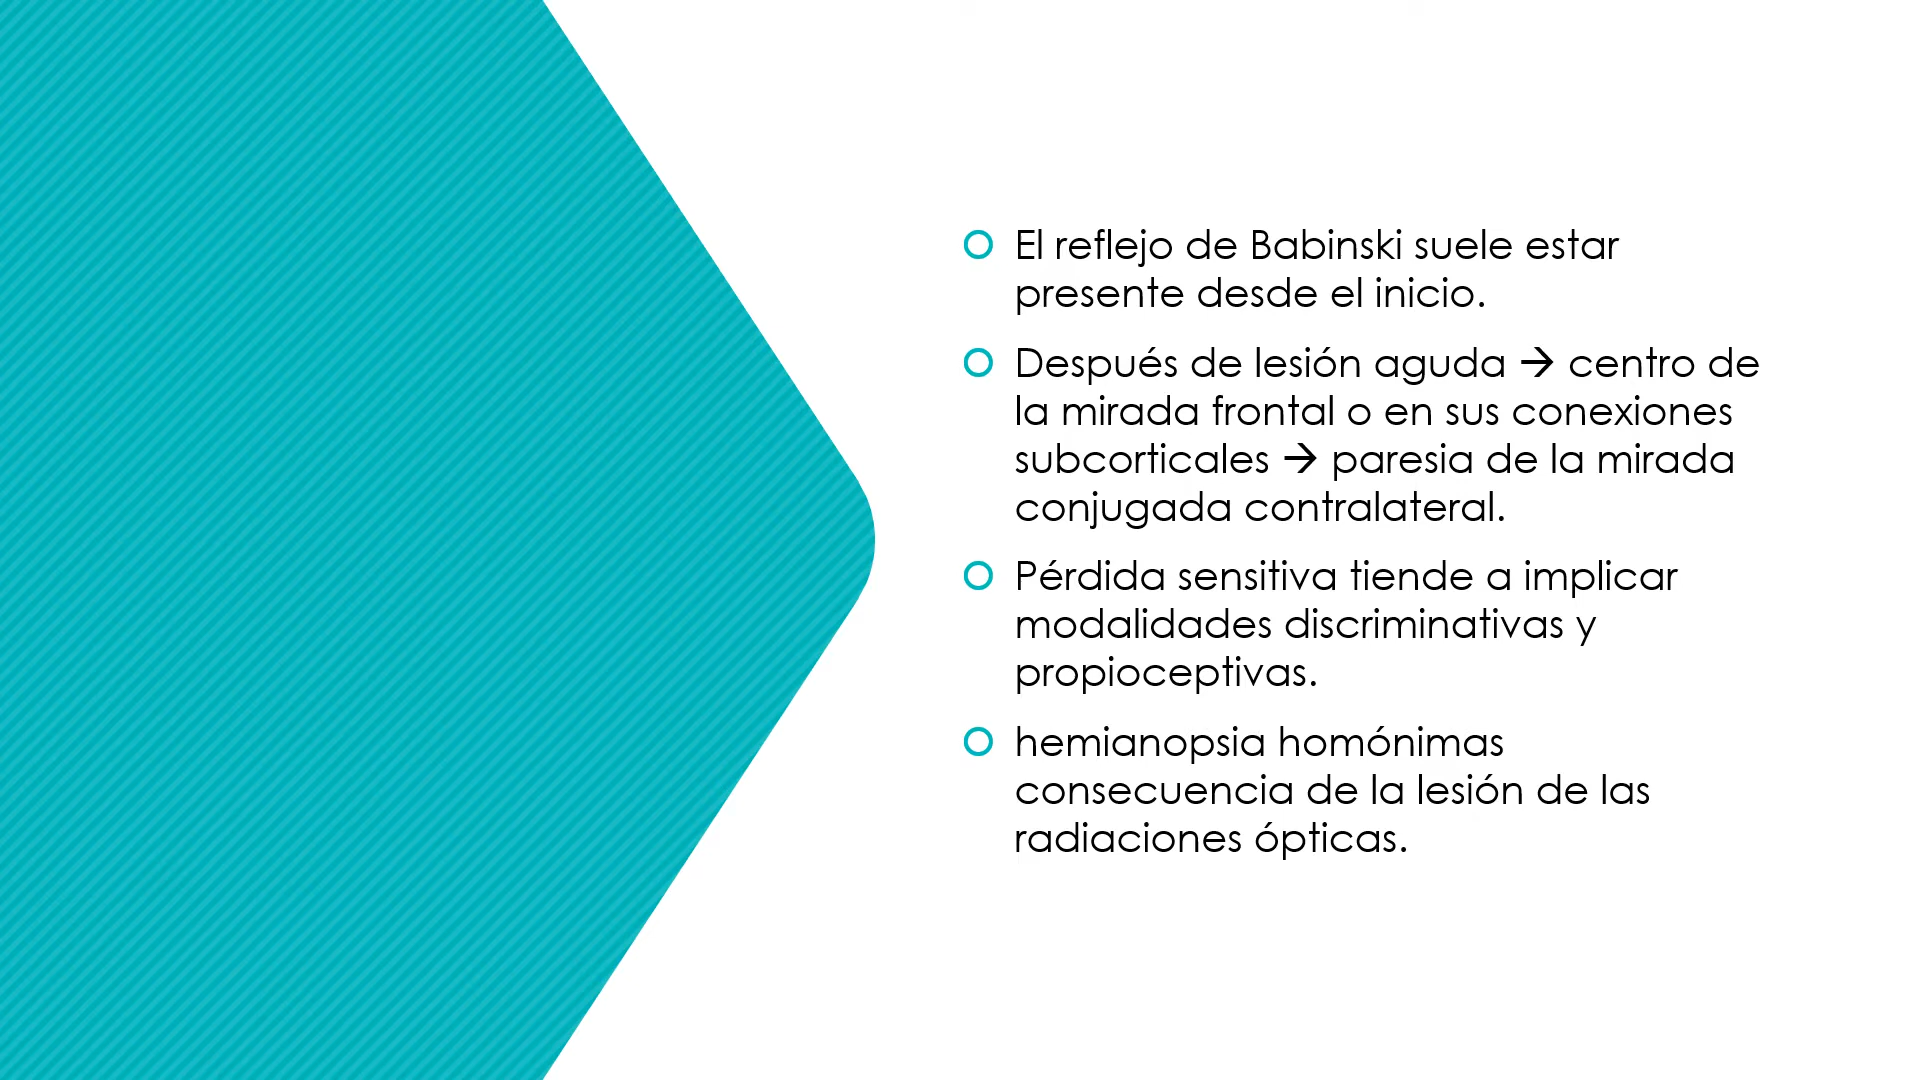 El reflejo de Babinski suele estar
presente desde el inicio.
Después de lesión aguda → centro de
la mirada frontal o en sus conexiones
subcorticales → paresia de la mirada
conjugada contralateral.
Pérdida sensitiva tiende a implicar
modalidades discriminativas y
propioceptivas.
hemianopsia homónimas
consecuencia de la lesión de las
radiaciones ópticas.